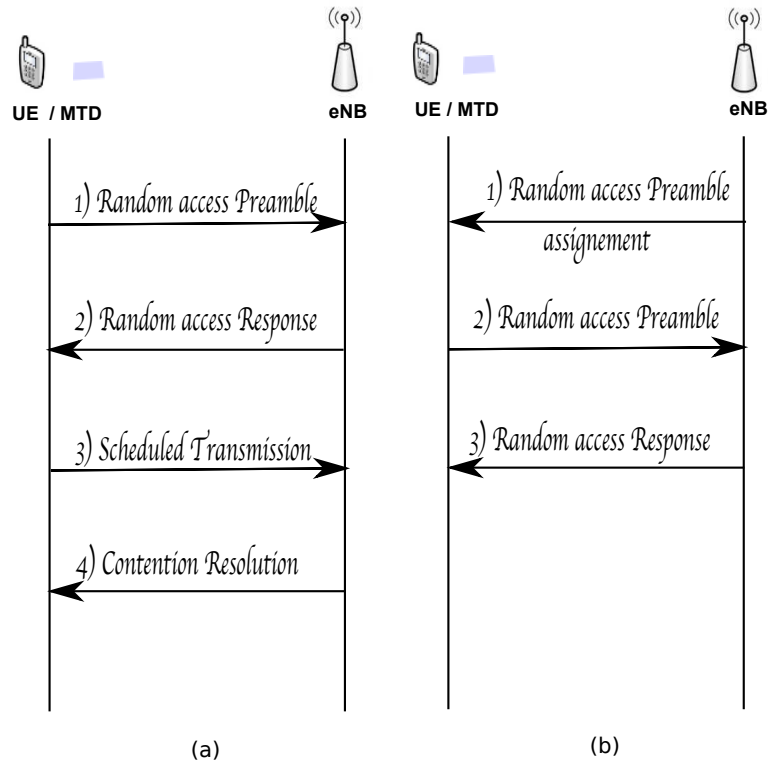 UE / MTD
eNB
1) Random access Preamble
2) Random access Response
3) Scheduled Transmission
4) Contention Resolution
(a)
UE / MTD
eNB
1) Random access Preamble
assignement
2) Random access Preamble
3) Random access Response
(b)